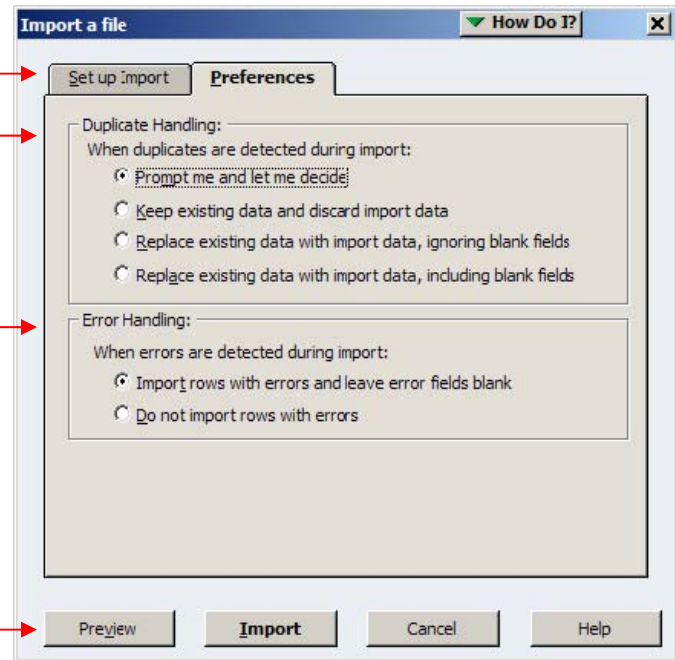 Import a file
How Do I?
Set up Import
Preferences
Duplicate Handling:
When duplicates are detected during import:
Prompt me and let me decide
Keep existing data and discard import data
Replace existing data with import data, ignoring blank fields
Replace existing data with import data, including blank fields
Error Handling:
When errors are detected during import:
Import rows with errors and leave error fields blank
Do not import rows with errors
Preview
Import
Cancel
Help